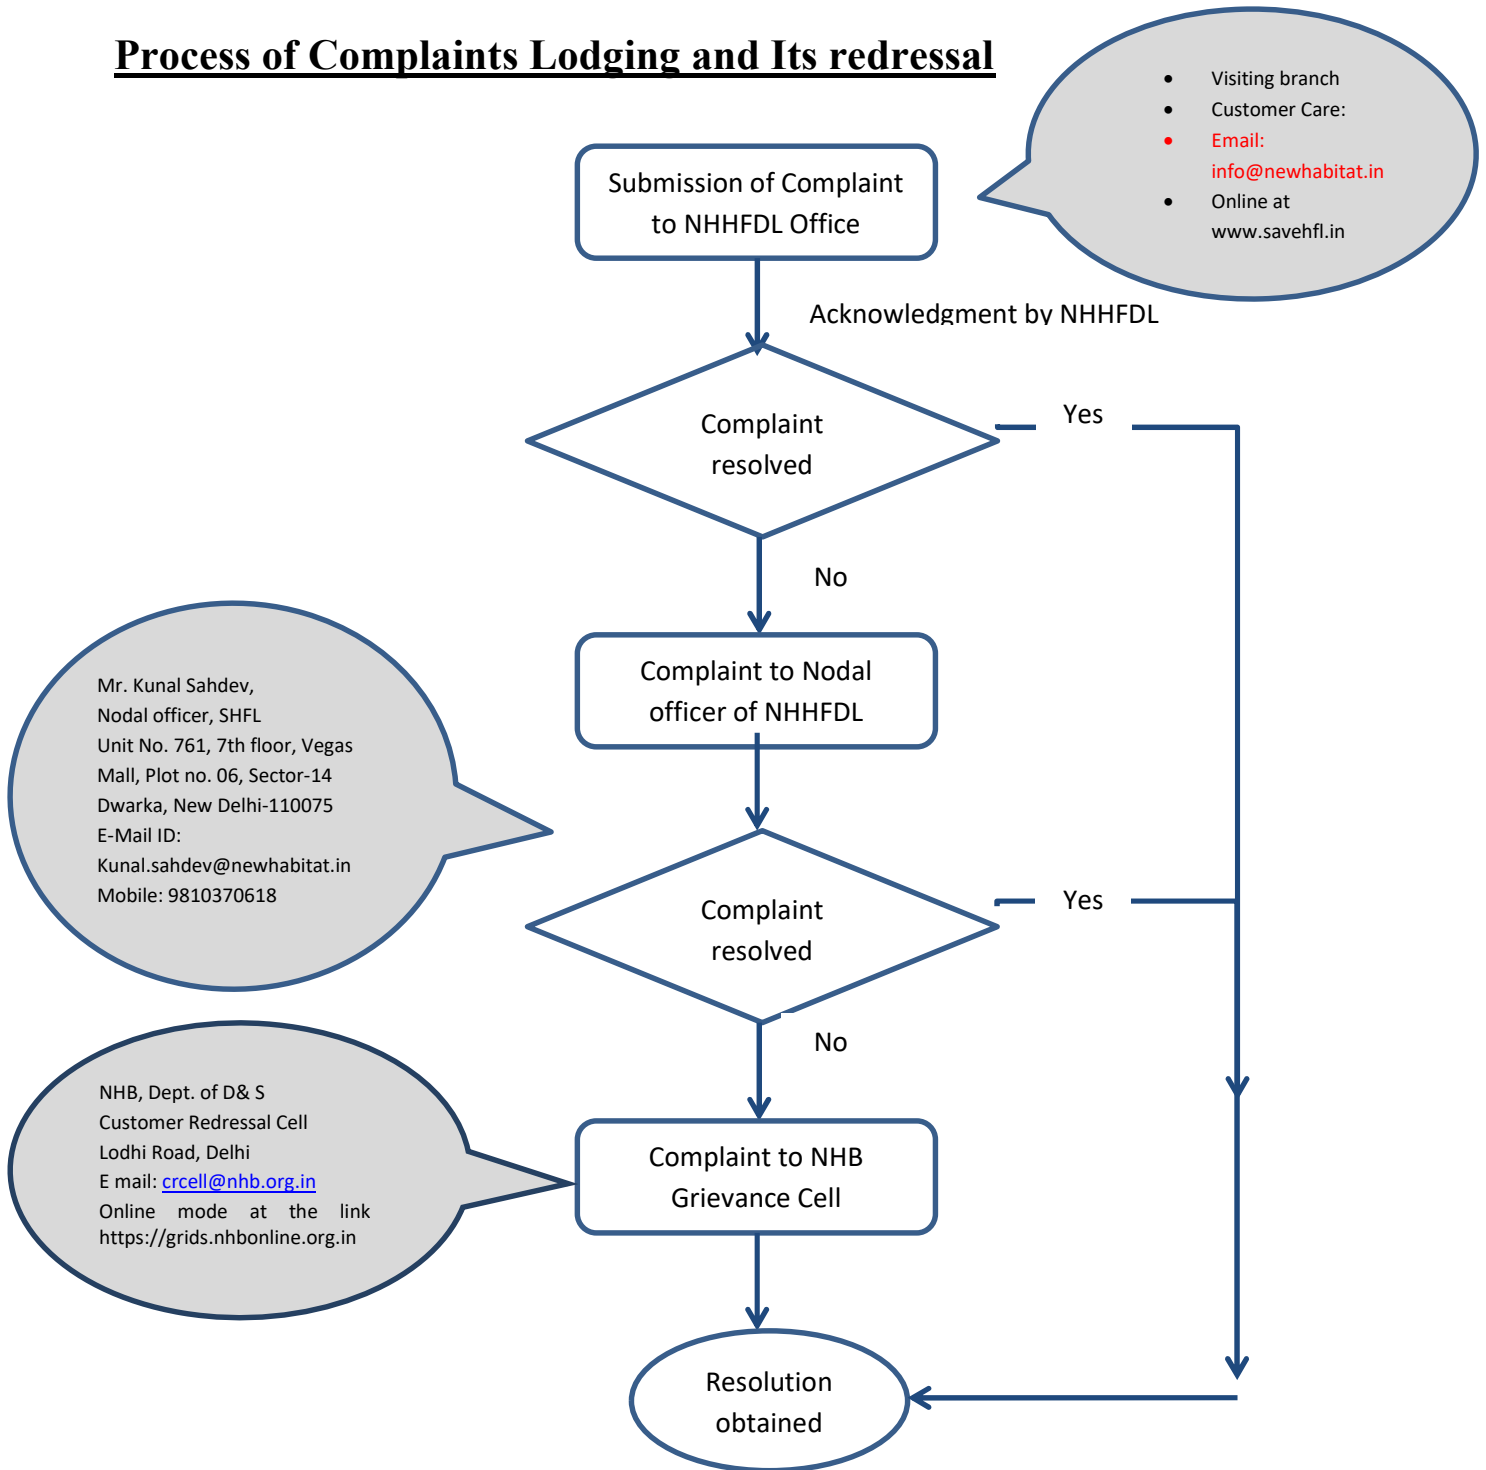 Process of Complaints Lodging and Its redressal
• Visiting branch
• Customer Care:
• Email:
info@newhabitat.in
• Online at
www.savehfl.in
Submission of Complaint
to NHHFDL Office
Acknowledgment by NHHFDL
Complaint
resolved
Yes
No
Mr. Kunal Sahdev,
Nodal officer, SHFL
Unit No. 761, 7th floor, Vegas
Mall, Plot no. 06, Sector-14
Dwarka, New Delhi-110075
E-Mail ID:
Kunal.sahdev@newhabitat.in
Mobile: 9810370618
Complaint to Nodal
officer of NHHFDL
Complaint
resolved
Yes
No
NHB, Dept. of D& S
Customer Redressal Cell
Lodhi Road, Delhi
E mail: crcell@nhb.org.in
Online mode at the link
https://grids.nhbonline.org.in
Complaint to NHB
Grievance Cell
Resolution
obtained